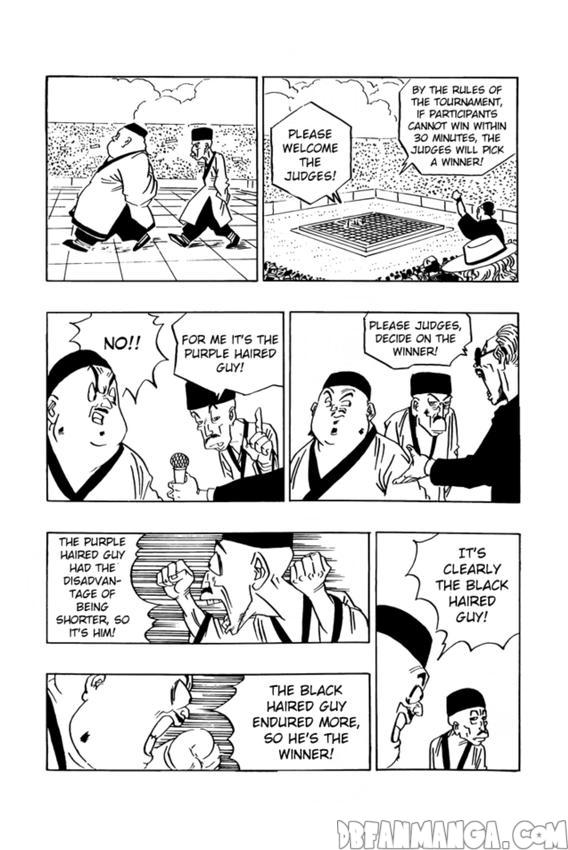 BY THE RULES
OF THE
TOURNAMENT,
IF PARTICIPANTS
CANNOT WIN WITHIN
30 MINUTES, THE
JUDGES WILL PICK
A WINNER!
PLEASE
WELCOME
THE
JUDGES!
PLEASE JUDGES,
DECIDE ON THE
WINNER!
FOR ME IT'S THE
PURPLE HAIRED
GUY!
NO!!
IT'S
CLEARLY
THE BLACK
HAIRED
GUY!
THE PURPLE
HAIRED GUY
HAD THE
DISADVAN-
TAGE OF
BEING
SHORTER, SO
IT'S HIM!
THE BLACK
HAIRED GUY
ENDURED MORE,
SO HE'S THE
WINNER!
DBFANMANGA.COM